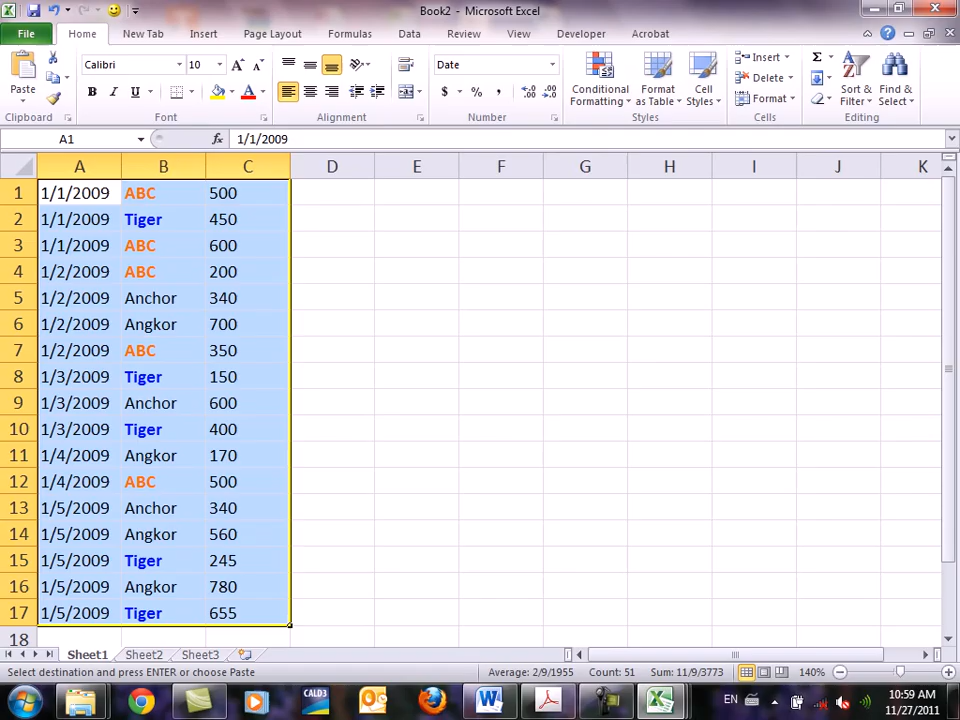 Book2 - Microsoft Excel
File Home New Tab Insert Page Layout Formulas Data Review View Developer Acrobat
Calibri 10 Date Insert
Paste B I U $ % , Conditional Formatting Format as Table Cell Styles Delete Format Sort & Filter Find & Select
Clipboard Font Alignment Number Styles Cells Editing
A1 fx 1/1/2009
A B C D E F G H I J K
1 1/1/2009 ABC 500
2 1/1/2009 Tiger 450
3 1/1/2009 ABC 600
4 1/2/2009 ABC 200
5 1/2/2009 Anchor 340
6 1/2/2009 Angkor 700
7 1/2/2009 ABC 350
8 1/3/2009 Tiger 150
9 1/3/2009 Anchor 600
10 1/3/2009 Tiger 400
11 1/4/2009 Angkor 170
12 1/4/2009 ABC 500
13 1/5/2009 Anchor 340
14 1/5/2009 Angkor 560
15 1/5/2009 Tiger 245
16 1/5/2009 Angkor 780
17 1/5/2009 Tiger 655
18
Sheet1 Sheet2 Sheet3
Select destination and press ENTER or choose Paste Average: 2/9/1955 Count: 51 Sum: 11/9/3773 140%
CALD3 EN 10:59 AM
11/27/2011